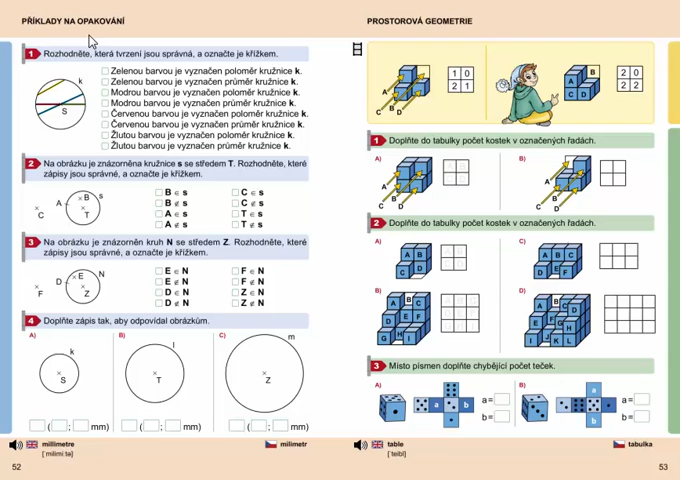 PŘÍKLADY NA OPAKOVÁNÍ
1 Rozhodněte, která tvrzení jsou správná, a označte je křížkem.
k
S
Zelenou barvou je vyznačen poloměr kružnice k.
Zelenou barvou je vyznačen průměr kružnice k.
Modrou barvou je vyznačen poloměr kružnice k.
Modrou barvou je vyznačen průměr kružnice k.
Červenou barvou je vyznačen poloměr kružnice k.
Červenou barvou je vyznačen průměr kružnice k.
Žlutou barvou je vyznačen poloměr kružnice k.
Žlutou barvou je vyznačen průměr kružnice k.
2 Na obrázku je znázorněna kružnice s se středem T. Rozhodněte, které
zápisy jsou správné, a označte je křížkem.
A B s
C T
B ∈ s C ∈ s
B ∉ s C ∉ s
A ∈ s T ∈ s
A ∉ s T ∉ s
3 Na obrázku je znázorněn kruh N se středem Z. Rozhodněte, které
zápisy jsou správné, a označte je křížkem.
D E N
F Z
E ∈ N F ∈ N
E ∉ N F ∉ N
D ∈ N Z ∈ N
D ∉ N Z ∉ N
4 Doplňte zápis tak, aby odpovídal obrázkům.
A) B) C)
k l m
S T Z
( ; mm) ( ; mm) ( ; mm)
millimetre milimetr
[ˈmilimiːtə]
52
PROSTOROVÁ GEOMETRIE
A
C B D
1 0
2 1
B
A
C D
2 0
2 2
1 Doplňte do tabulky počet kostek v označených řadách.
A) B)
A
C B D
A
C B D
2 Doplňte do tabulky počet kostek v označených řadách.
A) C)
A B
C D
A B C
D E F
B) D)
A B C
D E F
G H I
A B C D
E F G H
I J K L
3 Místo písmen doplňte chybějící počet teček.
A) B)
a b
a =
b =
a
b
a =
b =
table tabulka
[ˈteibl]
53